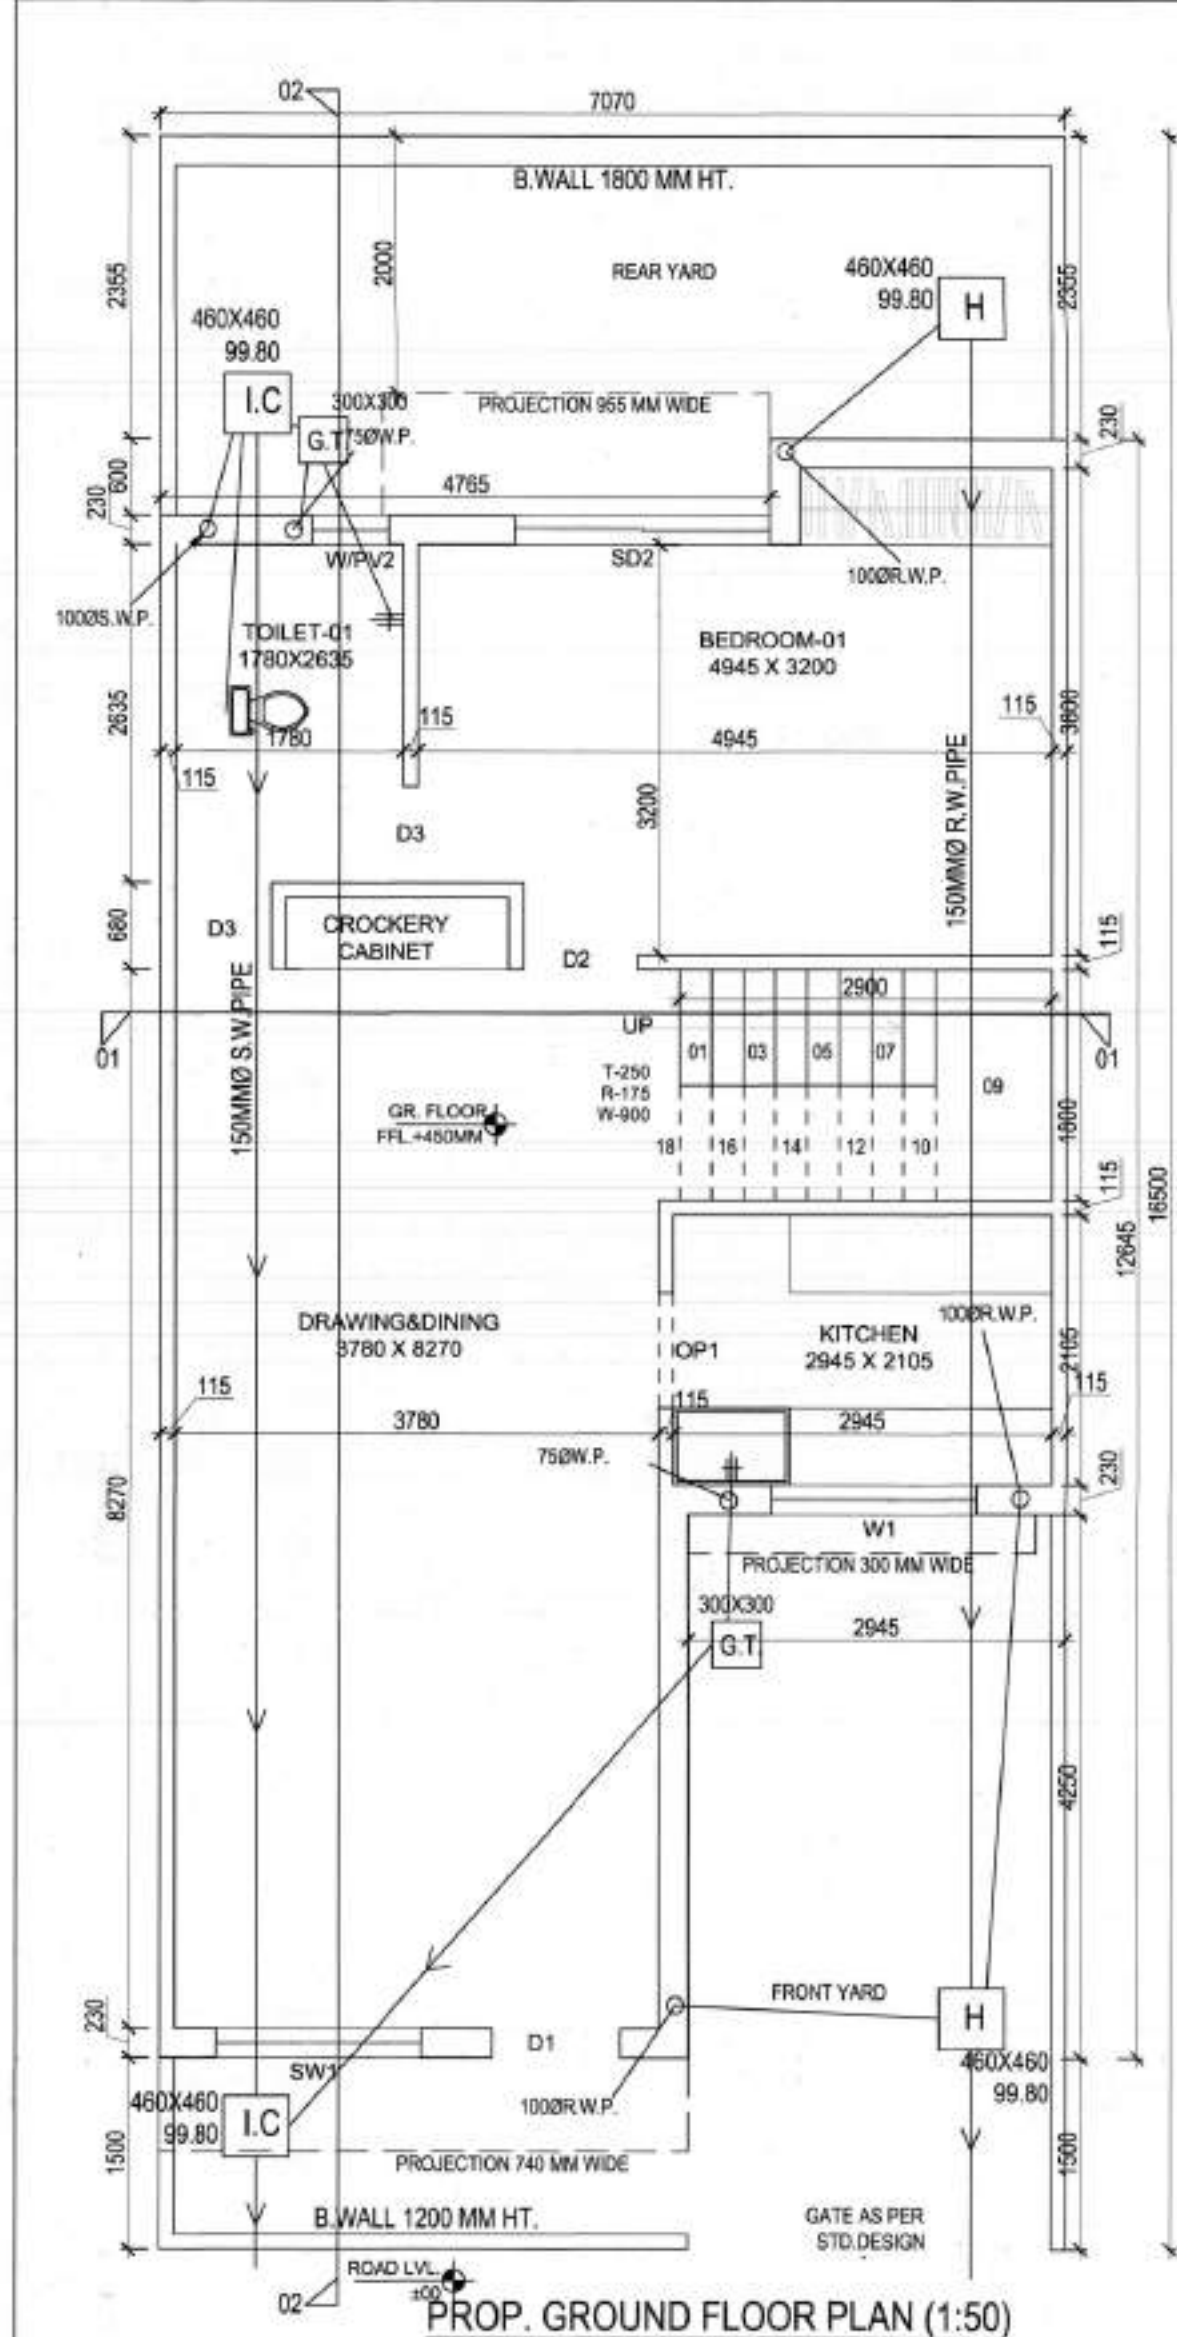 02
7070
B.WALL 1800 MM HT.
2355
2000
REAR YARD
460X460
99.80
H
2355
460X460
99.80
I.C
300X300
G.T
75ØW.P.
PROJECTION 955 MM WIDE
230
600
4765
230
W/PV2
SD2
100ØR.W.P.
100ØS.W.P.
TOILET-01
1780X2635
BEDROOM-01
4945 X 3200
2635
115
115
3600
1780
4945
115
3200
150MMØ R.W.PIPE
D3
680
D3
CROCKERY
CABINET
D2
115
2900
01
UP
01
03
05
07
01
T-250
R-175
W-900
09
150MMØ S.W.PIPE
GR. FLOOR
FFL.+450MM
1800
18
16
14
12
10
115
16500
12645
DRAWING&DINING
3780 X 8270
IOP1
KITCHEN
2945 X 2105
100ØR.W.P.
2105
115
115
115
3780
2945
75ØW.P.
230
8270
W1
PROJECTION 300 MM WIDE
300X300
G.T.
2945
4250
FRONT YARD
H
230
D1
SW1
460X460
99.80
460X460
99.80
I.C
100ØR.W.P.
1500
PROJECTION 740 MM WIDE
1500
B.WALL 1200 MM HT.
GATE AS PER
STD.DESIGN
ROAD LVL.
±00
02
PROP. GROUND FLOOR PLAN (1:50)